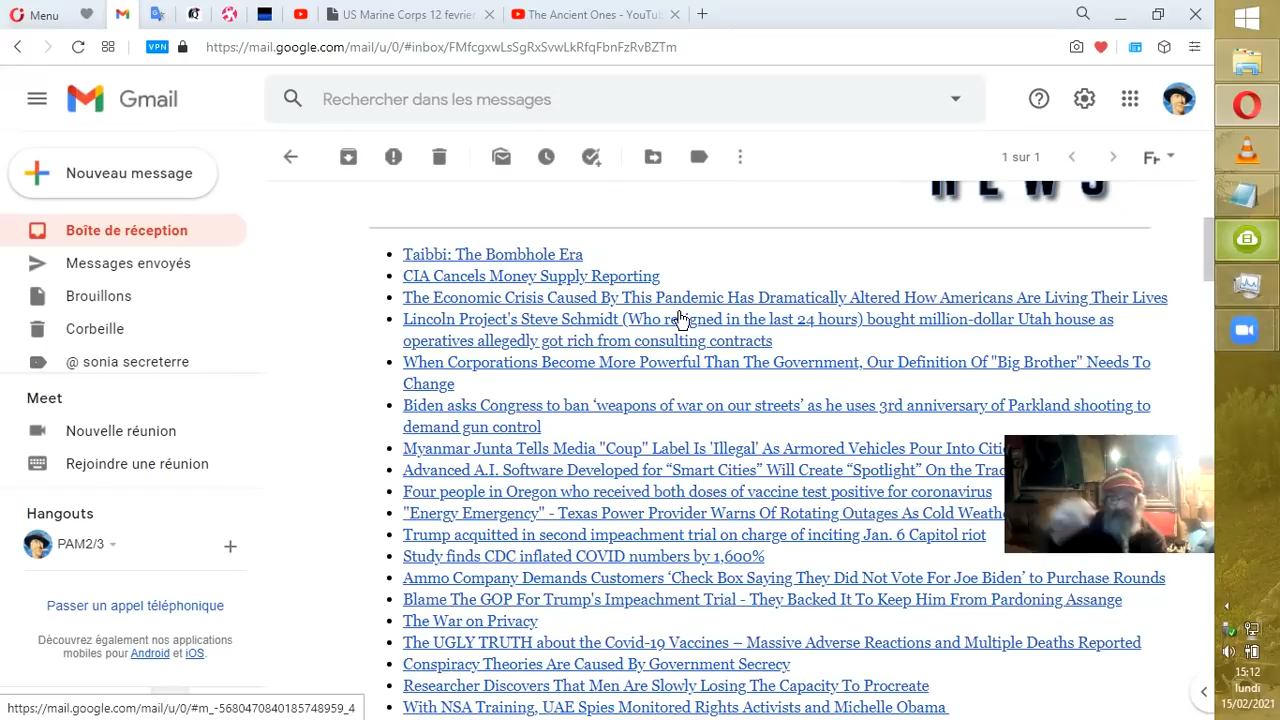 Menu
US Marine Corps 12 fevrier
The Ancient Ones - YouTu
VPN
https://mail.google.com/mail/u/0/#inbox/FMfcgxwLsSgRxSvwLkRfqFbnFzRvBZTm
Gmail
Rechercher dans les messages
1 sur 1
Nouveau message
Boîte de réception
Messages envoyés
Brouillons
Corbeille
@ sonia secreterre
Meet
Nouvelle réunion
Rejoindre une réunion
Hangouts
PAM2/3
Passer un appel téléphonique
Découvrez également nos applications
mobiles pour Android et iOS.
NEWS
Taibbi: The Bombhole Era
CIA Cancels Money Supply Reporting
The Economic Crisis Caused By This Pandemic Has Dramatically Altered How Americans Are Living Their Lives
Lincoln Project's Steve Schmidt (Who resigned in the last 24 hours) bought million-dollar Utah house as
operatives allegedly got rich from consulting contracts
When Corporations Become More Powerful Than The Government, Our Definition Of "Big Brother" Needs To
Change
Biden asks Congress to ban ‘weapons of war on our streets’ as he uses 3rd anniversary of Parkland shooting to
demand gun control
Myanmar Junta Tells Media "Coup" Label Is 'Illegal' As Armored Vehicles Pour Into Citi
Advanced A.I. Software Developed for “Smart Cities” Will Create “Spotlight” On the Trac
Four people in Oregon who received both doses of vaccine test positive for coronavirus
"Energy Emergency" - Texas Power Provider Warns Of Rotating Outages As Cold Weath
Trump acquitted in second impeachment trial on charge of inciting Jan. 6 Capitol riot
Study finds CDC inflated COVID numbers by 1,600%
Ammo Company Demands Customers ‘Check Box Saying They Did Not Vote For Joe Biden’ to Purchase Rounds
Blame The GOP For Trump's Impeachment Trial - They Backed It To Keep Him From Pardoning Assange
The War on Privacy
The UGLY TRUTH about the Covid-19 Vaccines – Massive Adverse Reactions and Multiple Deaths Reported
Conspiracy Theories Are Caused By Government Secrecy
Researcher Discovers That Men Are Slowly Losing The Capacity To Procreate
With NSA Training, UAE Spies Monitored Rights Activists and Michelle Obama
https://mail.google.com/mail/u/0/#m_-5680470840185748959_4
Fr
15:12
lundi
15/02/2021